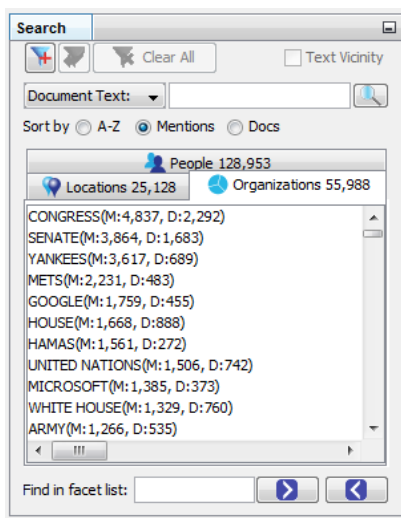 Search
Clear All Text Vicinity
Document Text:
Sort by A-Z Mentions Docs
People 128,953
Locations 25,128 Organizations 55,988
CONGRESS(M:4,837, D:2,292)
SENATE(M:3,864, D:1,683)
YANKEES(M:3,617, D:689)
METS(M:2,231, D:483)
GOOGLE(M:1,759, D:455)
HOUSE(M:1,668, D:888)
HAMAS(M:1,561, D:272)
UNITED NATIONS(M:1,506, D:742)
MICROSOFT(M:1,385, D:373)
WHITE HOUSE(M:1,329, D:760)
ARMY(M:1,266, D:535)
Find in facet list: